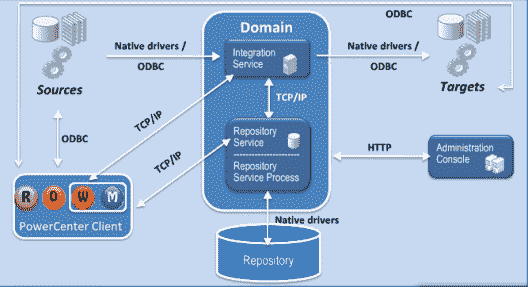 ODBC
Domain
Native drivers /
ODBC
Integration
Service
Native drivers /
ODBC
Sources
Targets
TCP/IP
TCP/IP
ODBC
TCP/IP
Repository
Service
Repository
Service Process
HTTP
Administration
Console
R O W M
PowerCenter Client
Native drivers
Repository